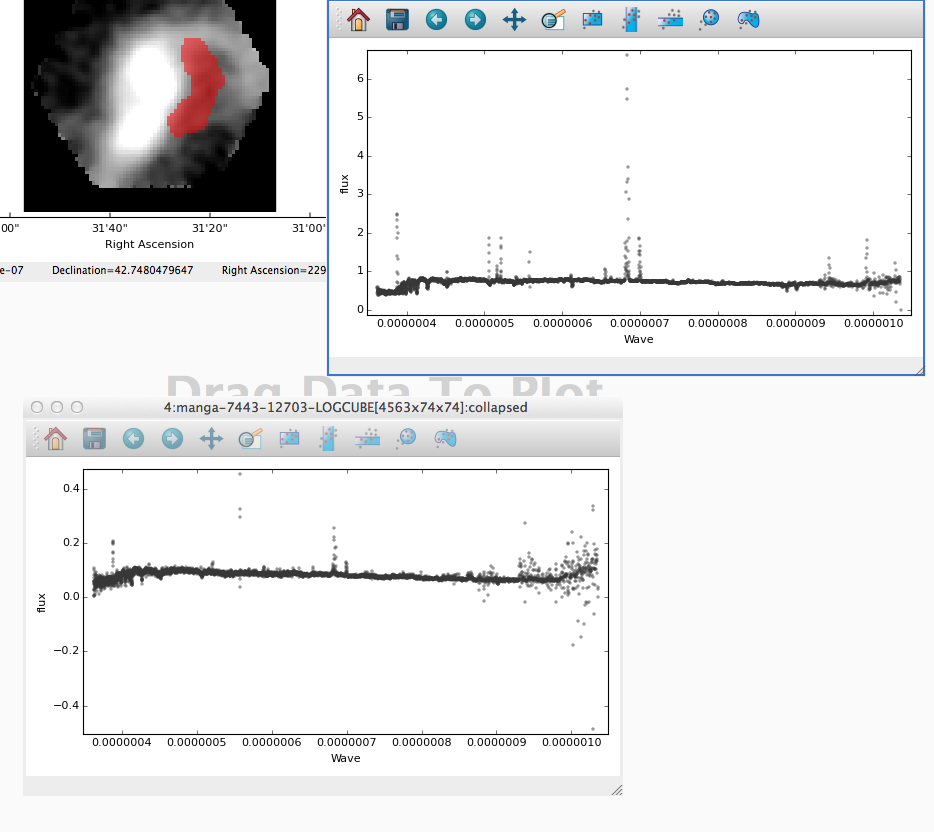 00"
31'40"
31'20"
31'00'
Right Ascension
e-07 Declination=42.7480479647 Right Ascension=229
flux
6
5
4
3
2
1
0
0.0000004 0.0000005 0.0000006 0.0000007 0.0000008 0.0000009 0.0000010
Wave
Drag Data To Plot
4:manga-7443-12703-LOGCUBE[4563x74x74]:collapsed
flux
0.4
0.2
0.0
−0.2
−0.4
0.0000004 0.0000005 0.0000006 0.0000007 0.0000008 0.0000009 0.0000010
Wave